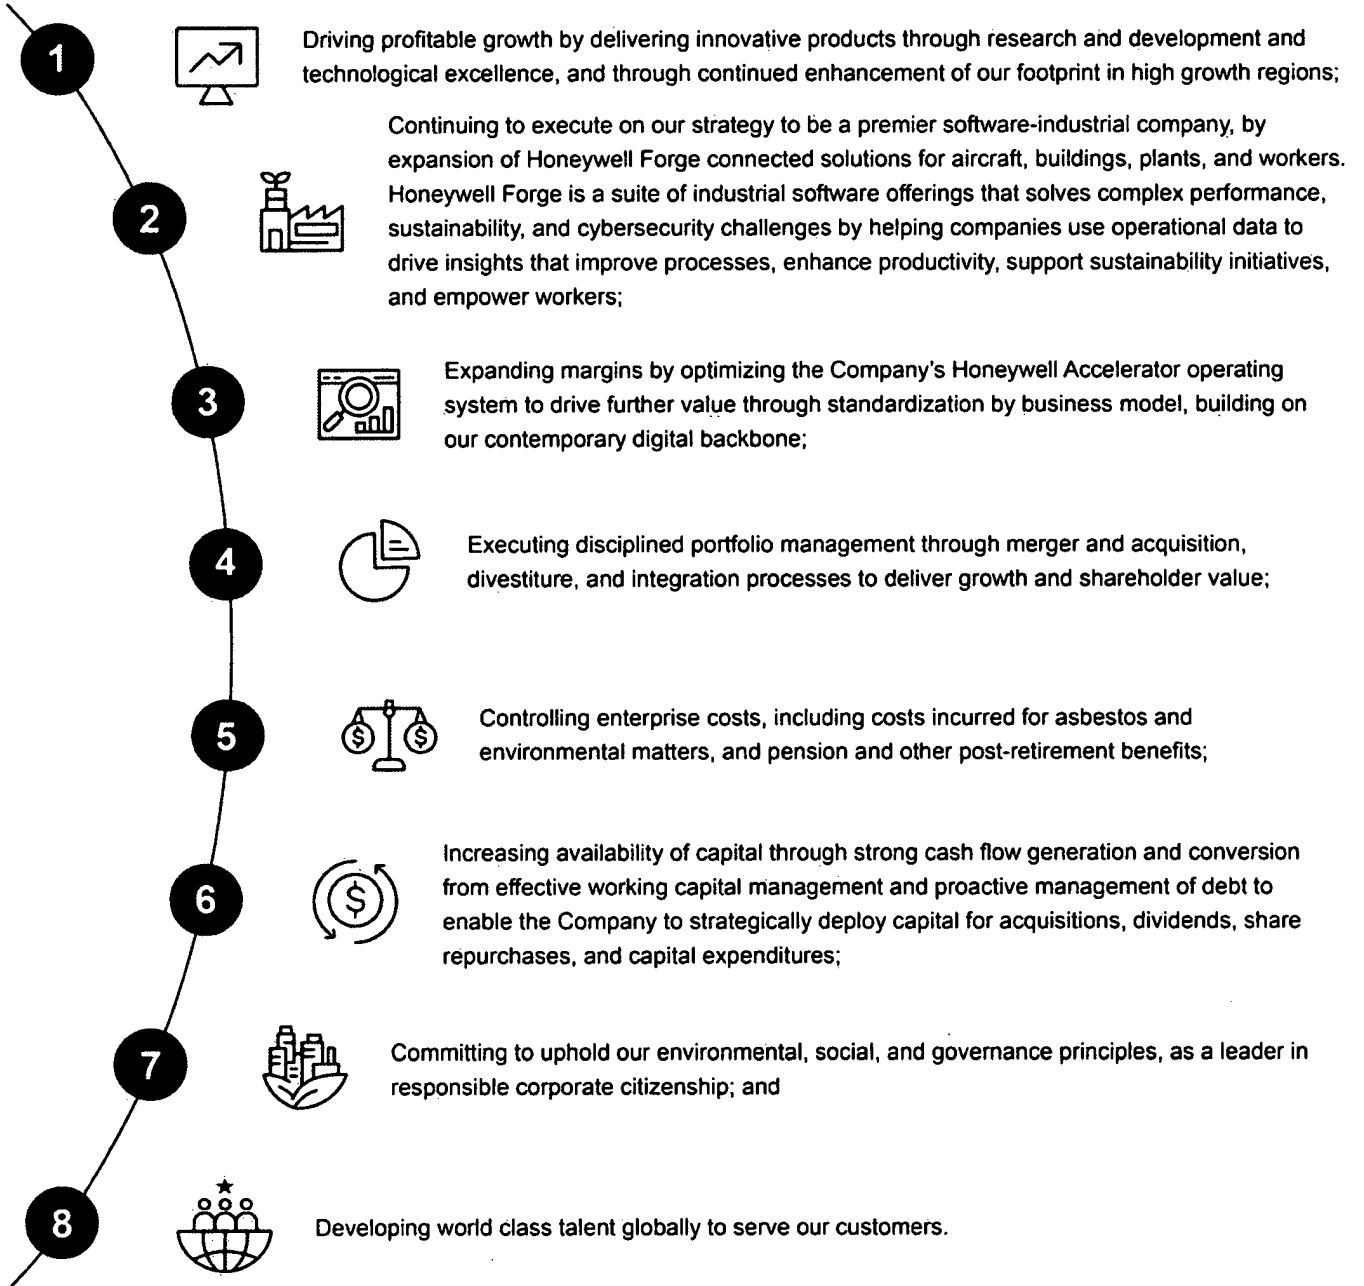 1
Driving profitable growth by delivering innovative products through research and development and
technological excellence, and through continued enhancement of our footprint in high growth regions;
2
Continuing to execute on our strategy to be a premier software-industrial company, by
expansion of Honeywell Forge connected solutions for aircraft, buildings, plants, and workers.
Honeywell Forge is a suite of industrial software offerings that solves complex performance,
sustainability, and cybersecurity challenges by helping companies use operational data to
drive insights that improve processes, enhance productivity, support sustainability initiatives,
and empower workers;
3
Expanding margins by optimizing the Company's Honeywell Accelerator operating
system to drive further value through standardization by business model, building on
our contemporary digital backbone;
4
Executing disciplined portfolio management through merger and acquisition,
divestiture, and integration processes to deliver growth and shareholder value;
5
$ $
Controlling enterprise costs, including costs incurred for asbestos and
environmental matters, and pension and other post-retirement benefits;
6
$
Increasing availability of capital through strong cash flow generation and conversion
from effective working capital management and proactive management of debt to
enable the Company to strategically deploy capital for acquisitions, dividends, share
repurchases, and capital expenditures;
7
Committing to uphold our environmental, social, and governance principles, as a leader in
responsible corporate citizenship; and
8
Developing world class talent globally to serve our customers.